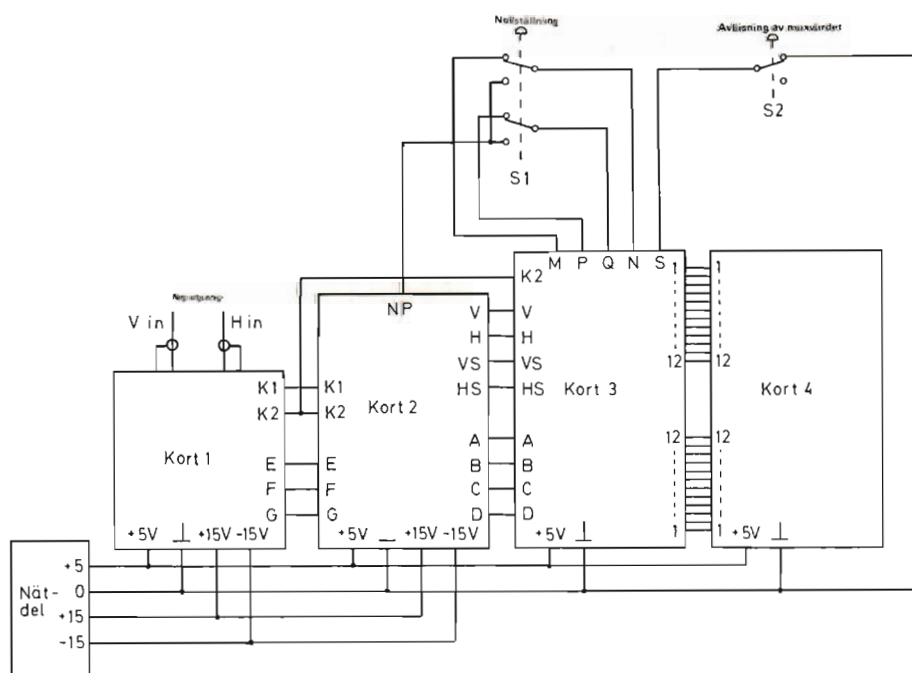 Nollställning
Avläsning av maxvärdet
S1
S2
M P Q N S
K2
V
H
VS
HS
A
B
C
D
Kort 3
1
12
12
1
1
12
12
1
Kort 4
+5V ⊥
+5V ⊥
NP
V
H
VS
HS
K1
K2
Kort 2
E
F
G
A
B
C
D
+5V +15V -15V
V in H in
K1
K2
Kort 1
E
F
G
+5V ⊥ +15V -15V
Nät-
del
+5
0
+15
-15